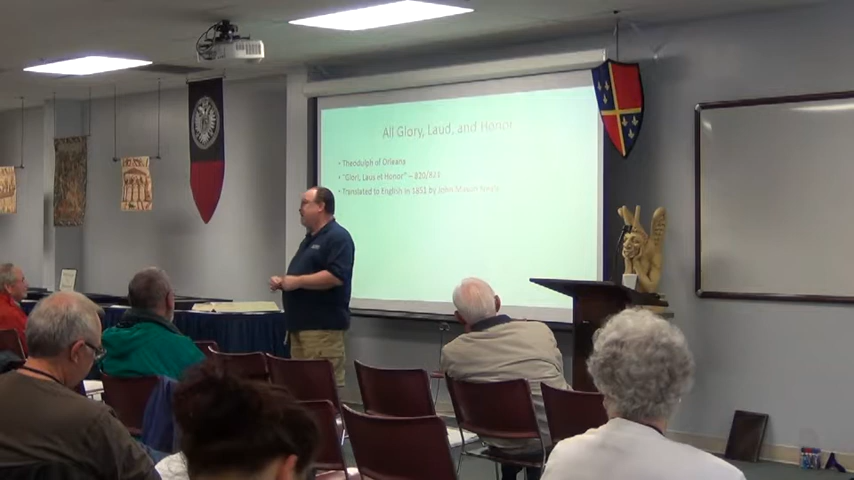 All Glory, Laud, and Honor
• Theodulph of Orleans
• "Glori, Laus et Honor" – 820/821
• Translated to English in 1851 by John Mason Neale